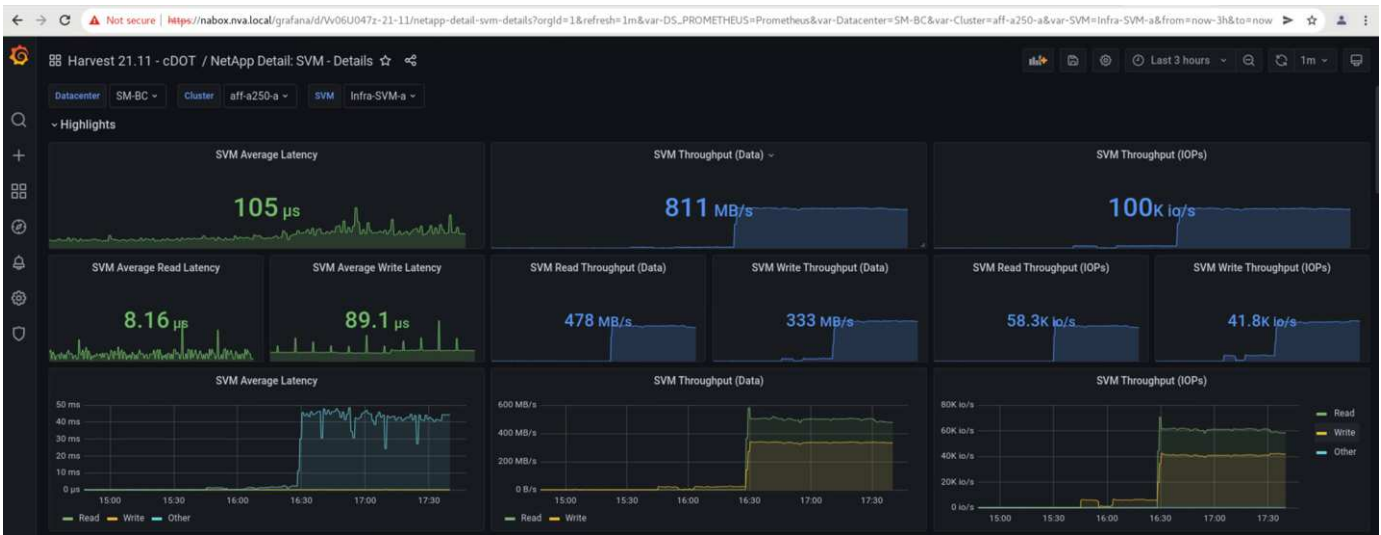 Not secure | https://nabox.nva.local/grafana/d/Vv06U047z-21-11/netapp-detail-svm-details?orgId=1&refresh=1m&var-DS_PROMETHEUS=Prometheus&var-Datacenter=SM-BC&var-Cluster=aff-a250-a&var-SVM=Infra-SVM-a&from=now-3h&to=now
Harvest 21.11 - cDOT / NetApp Detail: SVM - Details
Last 3 hours
1m
Datacenter SM-BC Cluster aff-a250-a SVM Infra-SVM-a
Highlights
SVM Average Latency
105 µs
SVM Throughput (Data)
811 MB/s
SVM Throughput (IOPs)
100K io/s
SVM Average Read Latency
8.16 µs
SVM Average Write Latency
89.1 µs
SVM Read Throughput (Data)
478 MB/s
SVM Write Throughput (Data)
333 MB/s
SVM Read Throughput (IOPs)
58.3K io/s
SVM Write Throughput (IOPs)
41.8K io/s
SVM Average Latency
50 ms
40 ms
30 ms
20 ms
10 ms
0 µs
15:00 15:30 16:00 16:30 17:00 17:30
Read Write Other
SVM Throughput (Data)
600 MB/s
400 MB/s
200 MB/s
0 B/s
15:00 15:30 16:00 16:30 17:00 17:30
Read Write
SVM Throughput (IOPs)
80K io/s
60K io/s
40K io/s
20K io/s
0 io/s
15:00 15:30 16:00 16:30 17:00 17:30
Read
Write
Other